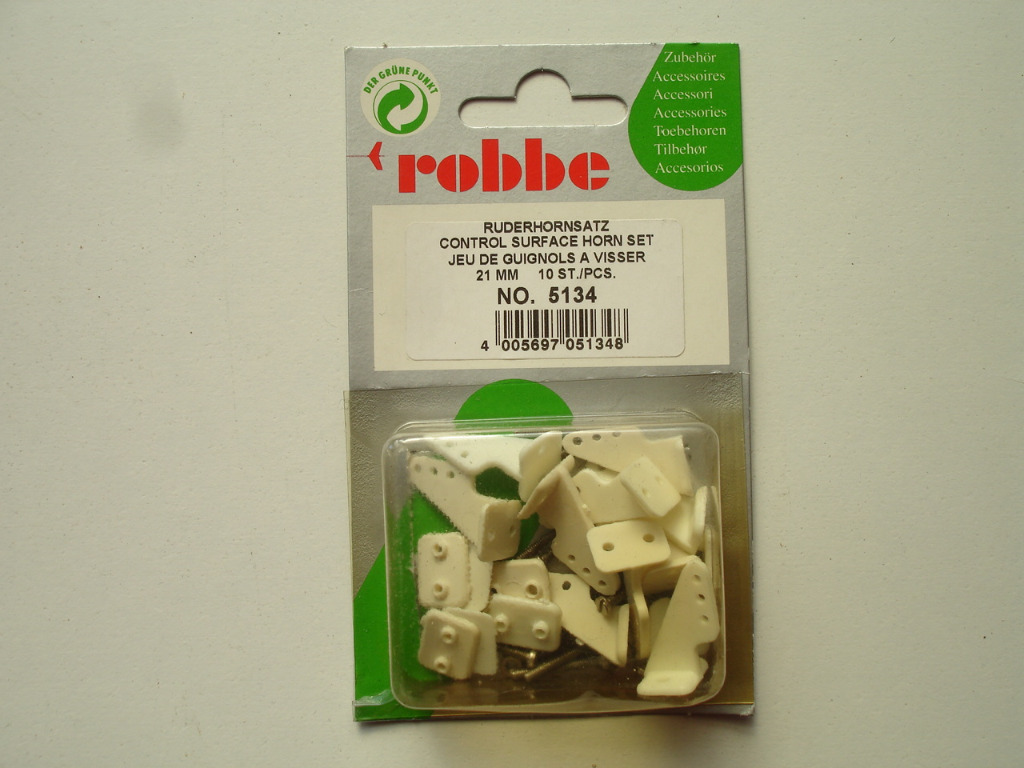 DER GRÜNE PUNKT
Zubehör
Accessoires
Accessori
Accessories
Toebehoren
Tilbehør
Accesorios
robbe
RUDERHORNSATZ
CONTROL SURFACE HORN SET
JEU DE GUIGNOLS A VISSER
21 MM 10 ST./PCS.
NO. 5134
4 005697 051348